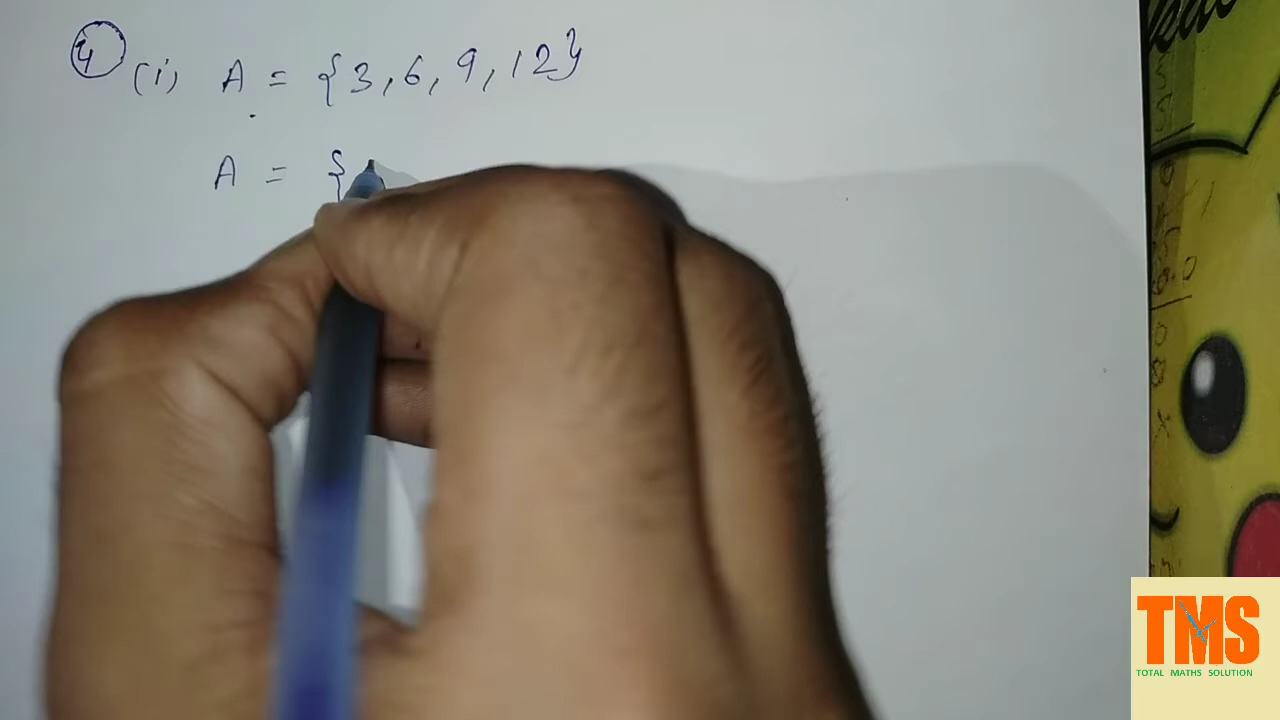 4 (i) A = {3, 6, 9, 12}
A = {
TMS
TOTAL MATHS SOLUTION